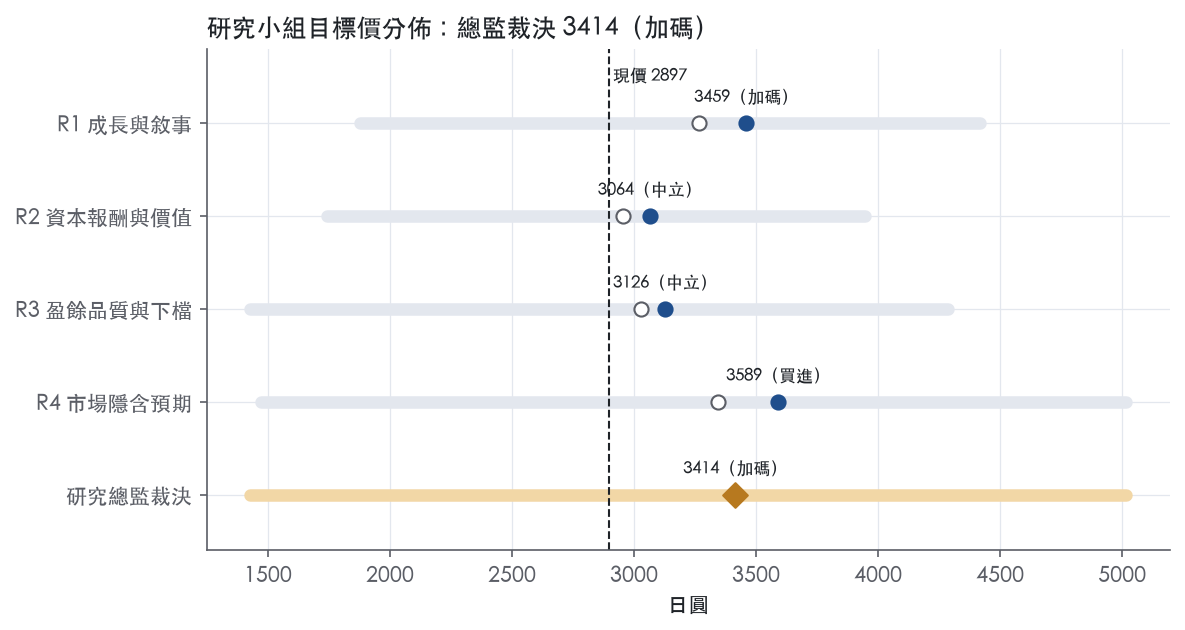 研究小組目標價分佈：總監裁決 3414（加碼）
現價 2897
R1 成長與敘事
3459（加碼）
R2 資本報酬與價值
3064（中立）
R3 盈餘品質與下檔
3126（中立）
R4 市場隱含預期
3589（買進）
研究總監裁決
3414（加碼）
1500 2000 2500 3000 3500 4000 4500 5000
日圓